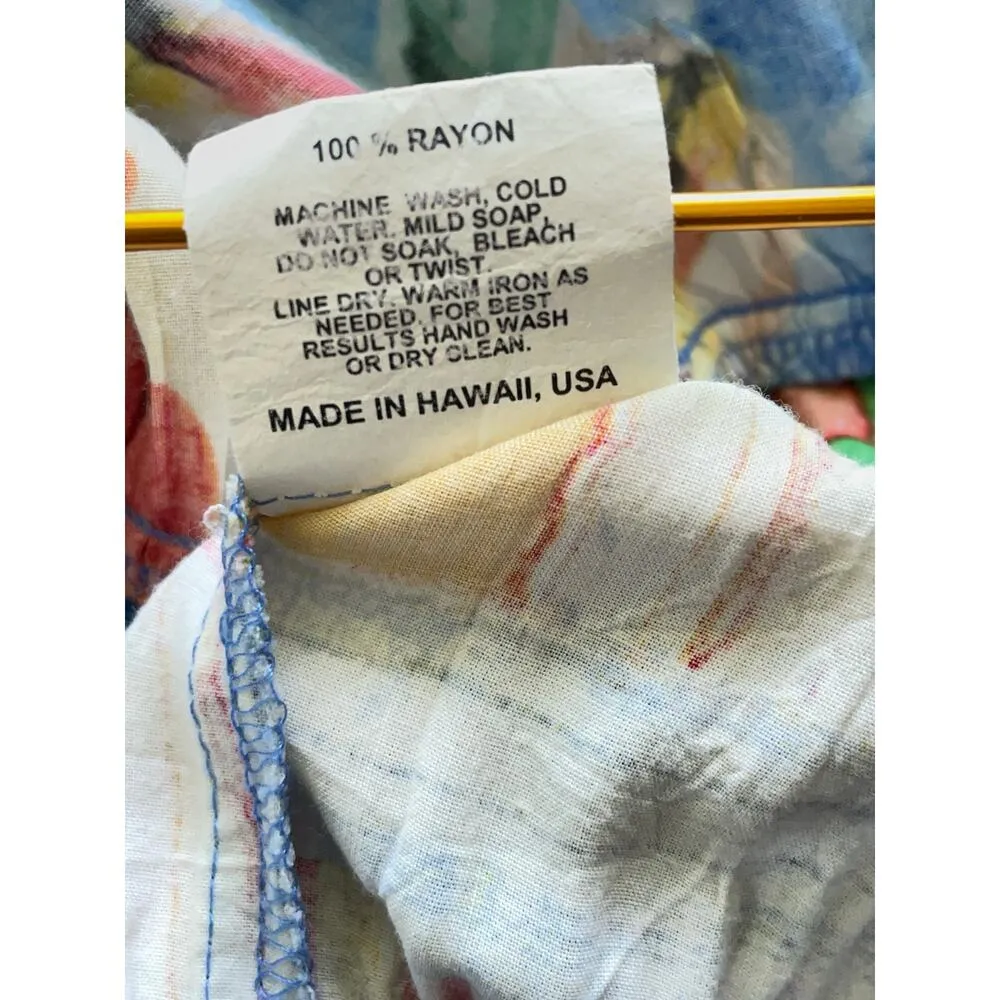 100 % RAYON
MACHINE WASH, COLD
WATER. MILD SOAP,
DO NOT SOAK, BLEACH
OR TWIST.
LINE DRY. WARM IRON AS
NEEDED. FOR BEST
RESULTS HAND WASH
OR DRY CLEAN.
MADE IN HAWAII, USA